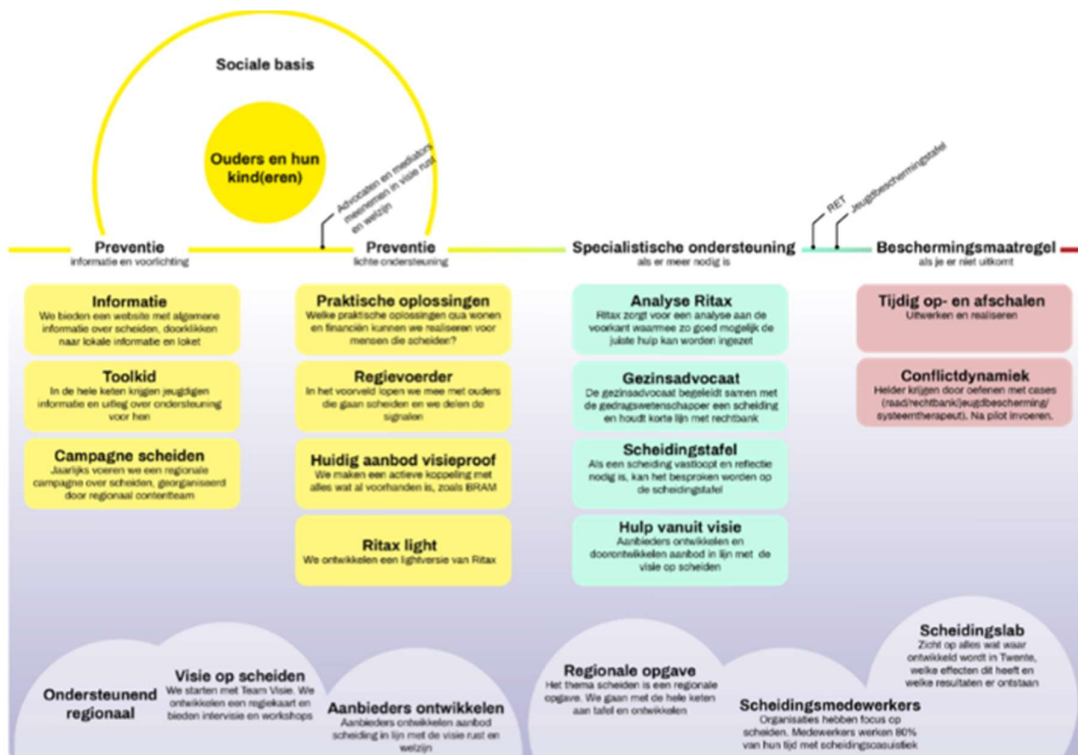 Sociale basis
Ouders en hun
kind(eren)
Advocaten en mediators
meenemen in visie rust
en welzijn
RET
Jeugdbeschermingstafel
Preventie
informatie en voorlichting
Preventie
lichte ondersteuning
Specialistische ondersteuning
als er meer nodig is
Beschermingsmaatregel
als je er niet uitkomt
Informatie
We bieden een website met algemene
informatie over scheiden, doorklikken
naar lokale informatie en loket
Toolkid
In de hele keten krijgen jeugdigen
informatie en uitleg over ondersteuning
voor hen
Campagne scheiden
Jaarlijks voeren we een regionale
campagne over scheiden, georganiseerd
door regionaal contentteam
Praktische oplossingen
Welke praktische oplossingen qua wonen
en financiën kunnen we realiseren voor
mensen die scheiden?
Regievoerder
In het voorveld lopen we mee met ouders
die gaan scheiden en we delen de
signalen
Huidig aanbod visieproof
We maken een actieve koppeling met
alles wat al voorhanden is, zoals BRAM
Ritax light
We ontwikkelen een lightversie van Ritax
Analyse Ritax
Ritax zorgt voor een analyse aan de
voorkant waarmee zo goed mogelijk de
juiste hulp kan worden ingezet
Gezinsadvocaat
De gezinsadvocaat begeleidt samen met
de gedragswetenschapper een scheiding
en houdt korte lijn met rechtbank
Scheidingstafel
Als een scheiding vastloopt en reflectie
nodig is, kan het besproken worden op
de scheidingstafel
Hulp vanuit visie
Aanbieders ontwikkelen en
doorontwikkelen aanbod in lijn met de
visie op scheiden
Tijdig op- en afschalen
Uitwerken en realiseren
Conflictdynamiek
Helder krijgen door oefenen met cases
(raad/rechtbank/jeugdbescherming/
systeemtherapeut). Na pilot invoeren.
Ondersteunend
regionaal
Visie op scheiden
We starten met Team Visie. We
ontwikkelen een regiekaart en
bieden intervisie en workshops
Aanbieders ontwikkelen
Aanbieders ontwikkelen aanbod
scheiding in lijn met de visie rust en
welzijn
Regionale opgave
Het thema scheiden is een regionale
opgave. We gaan met de hele keten
aan tafel en ontwikkelen
Scheidingsmedewerkers
Organisaties hebben focus op
scheiden. Medewerkers werken 80%
van hun tijd met scheidingscasuïstiek
Scheidingslab
Zicht op alles wat waar
ontwikkeld wordt in Twente,
welke effecten dit heeft en
welke resultaten er ontstaan